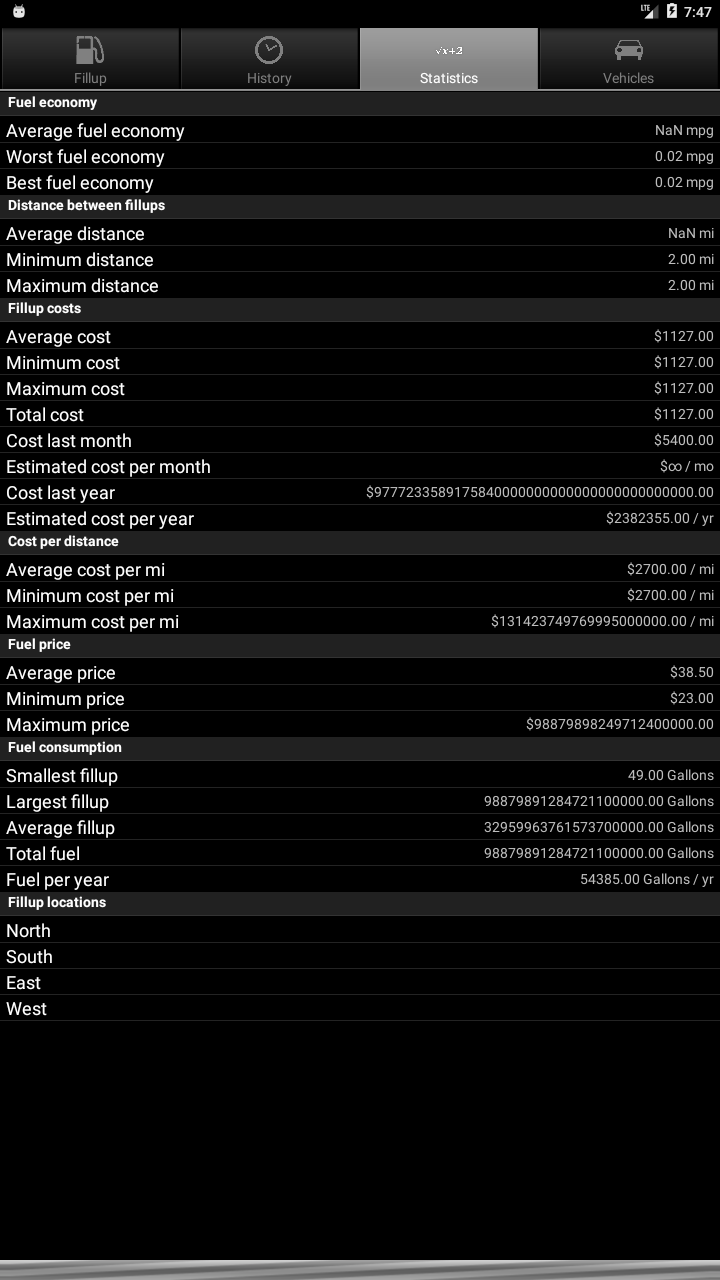 LTE 7:47
√x+2
Fillup History Statistics Vehicles
Fuel economy
Average fuel economy NaN mpg
Worst fuel economy 0.02 mpg
Best fuel economy 0.02 mpg
Distance between fillups
Average distance NaN mi
Minimum distance 2.00 mi
Maximum distance 2.00 mi
Fillup costs
Average cost $1127.00
Minimum cost $1127.00
Maximum cost $1127.00
Total cost $1127.00
Cost last month $5400.00
Estimated cost per month $∞ / mo
Cost last year $977723358917584000000000000000000000000.00
Estimated cost per year $2382355.00 / yr
Cost per distance
Average cost per mi $2700.00 / mi
Minimum cost per mi $2700.00 / mi
Maximum cost per mi $131423749769995000000.00 / mi
Fuel price
Average price $38.50
Minimum price $23.00
Maximum price $98879898249712400000.00
Fuel consumption
Smallest fillup 49.00 Gallons
Largest fillup 98879891284721100000.00 Gallons
Average fillup 32959963761573700000.00 Gallons
Total fuel 98879891284721100000.00 Gallons
Fuel per year 54385.00 Gallons / yr
Fillup locations
North
South
East
West